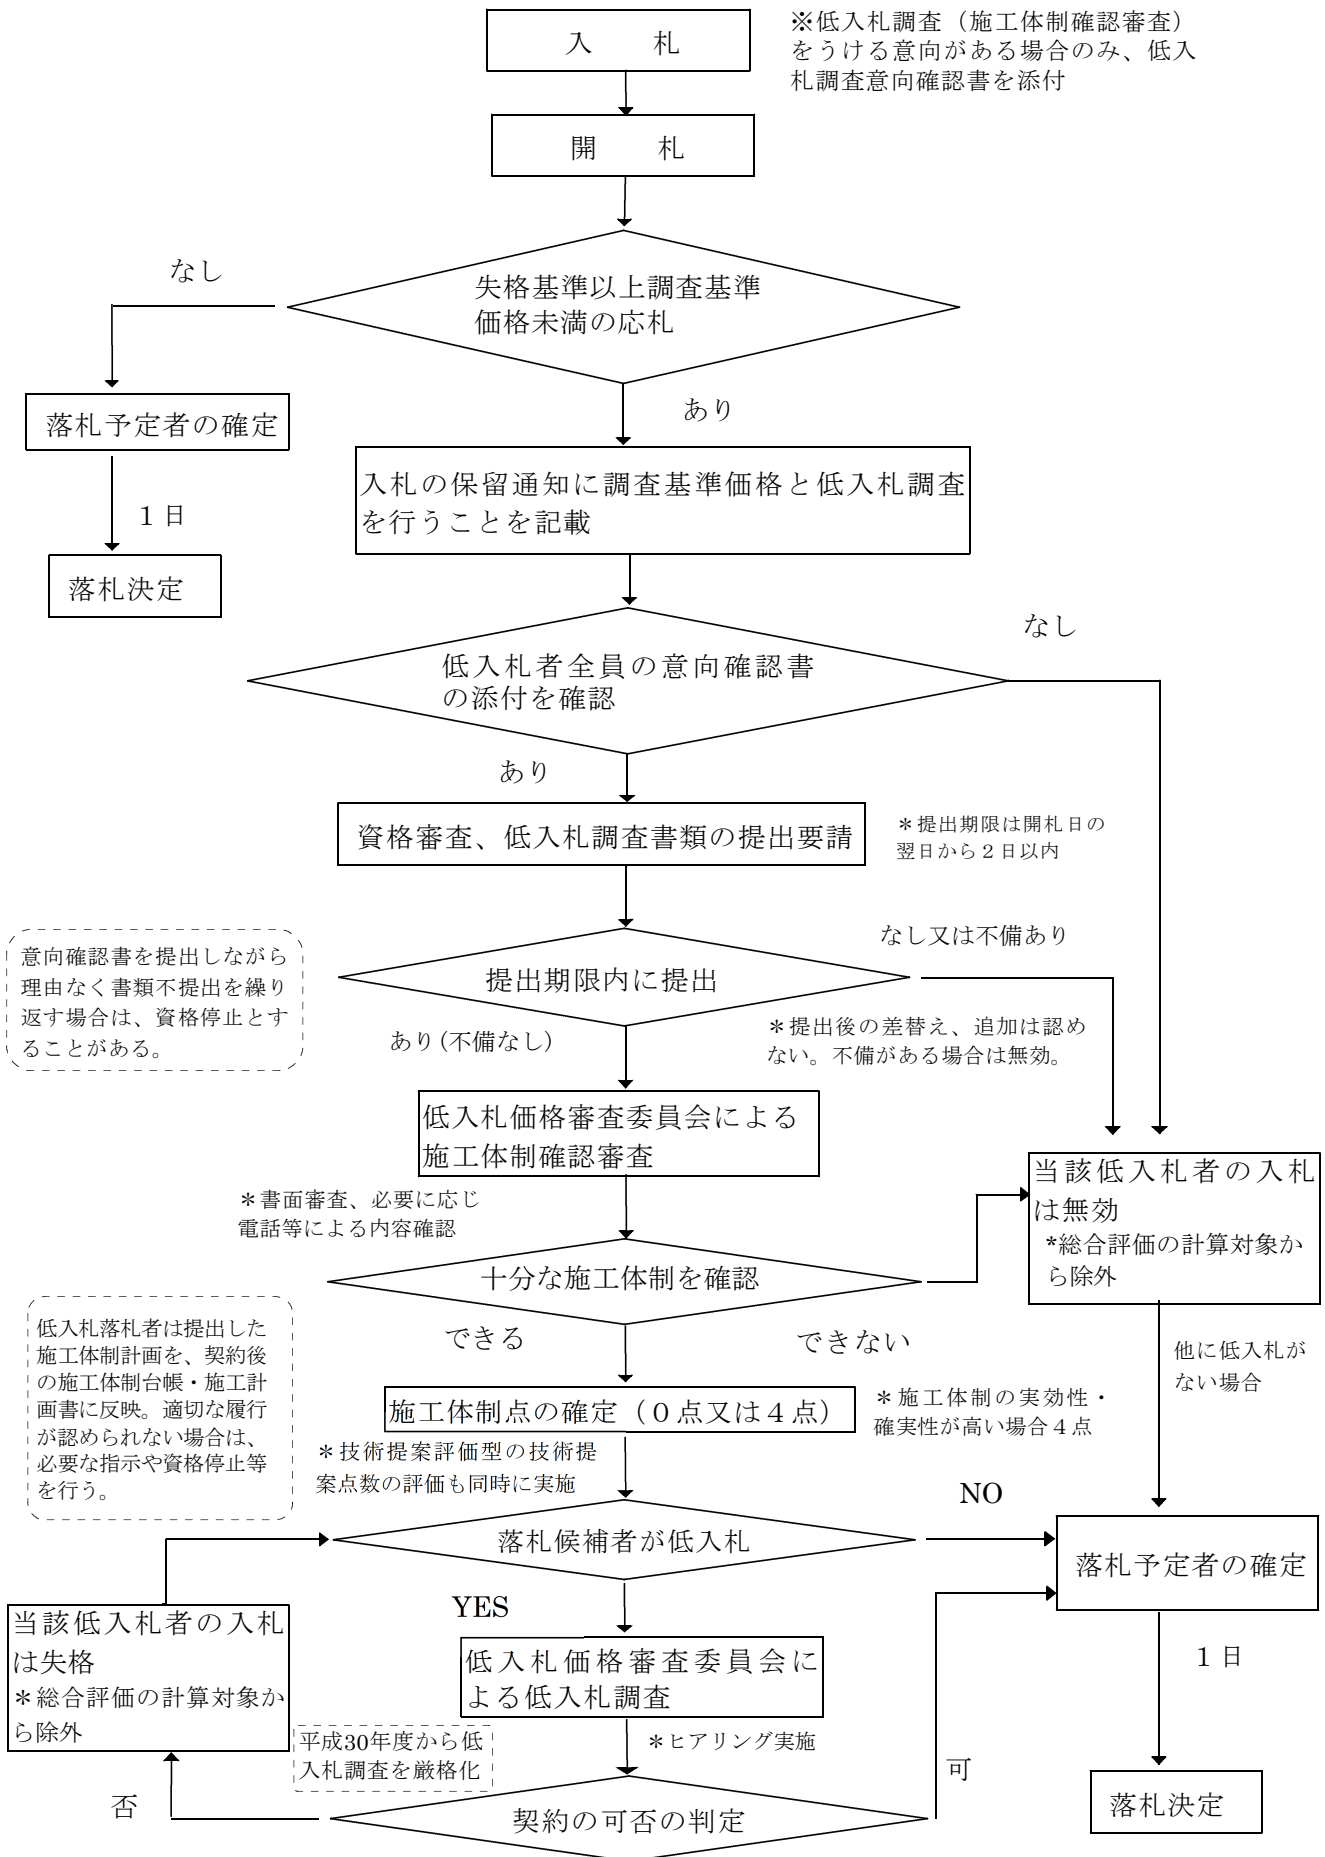 入　　札
※低入札調査（施工体制確認審査）
をうける意向がある場合のみ、低入
札調査意向確認書を添付
開　　札
なし
失格基準以上調査基準
価格未満の応札
落札予定者の確定
あり
１日
落札決定
入札の保留通知に調査基準価格と低入札調査
を行うことを記載
なし
低入札者全員の意向確認書
の添付を確認
あり
資格審査、低入札調査書類の提出要請
＊提出期限は開札日の
翌日から２日以内
なし又は不備あり
意向確認書を提出しながら
理由なく書類不提出を繰り
返す場合は、資格停止とす
ることがある。
提出期限内に提出
あり(不備なし)
＊提出後の差替え、追加は認め
ない。不備がある場合は無効。
低入札価格審査委員会による
施工体制確認審査
＊書面審査、必要に応じ
電話等による内容確認
当該低入札者の入札
は無効
*総合評価の計算対象か
ら除外
十分な施工体制を確認
できる
できない
低入札落札者は提出した
施工体制計画を、契約後
の施工体制台帳・施工計
画書に反映。適切な履行
が認められない場合は、
必要な指示や資格停止等
を行う。
他に低入札が
ない場合
施工体制点の確定（０点又は４点）
＊施工体制の実効性・
確実性が高い場合４点
＊技術提案評価型の技術提
案点数の評価も同時に実施
NO
落札候補者が低入札
落札予定者の確定
YES
当該低入札者の入札
は失格
＊総合評価の計算対象か
ら除外
低入札価格審査委員会に
よる低入札調査
１日
平成30年度から低
入札調査を厳格化
＊ヒアリング実施
可
否
契約の可否の判定
落札決定